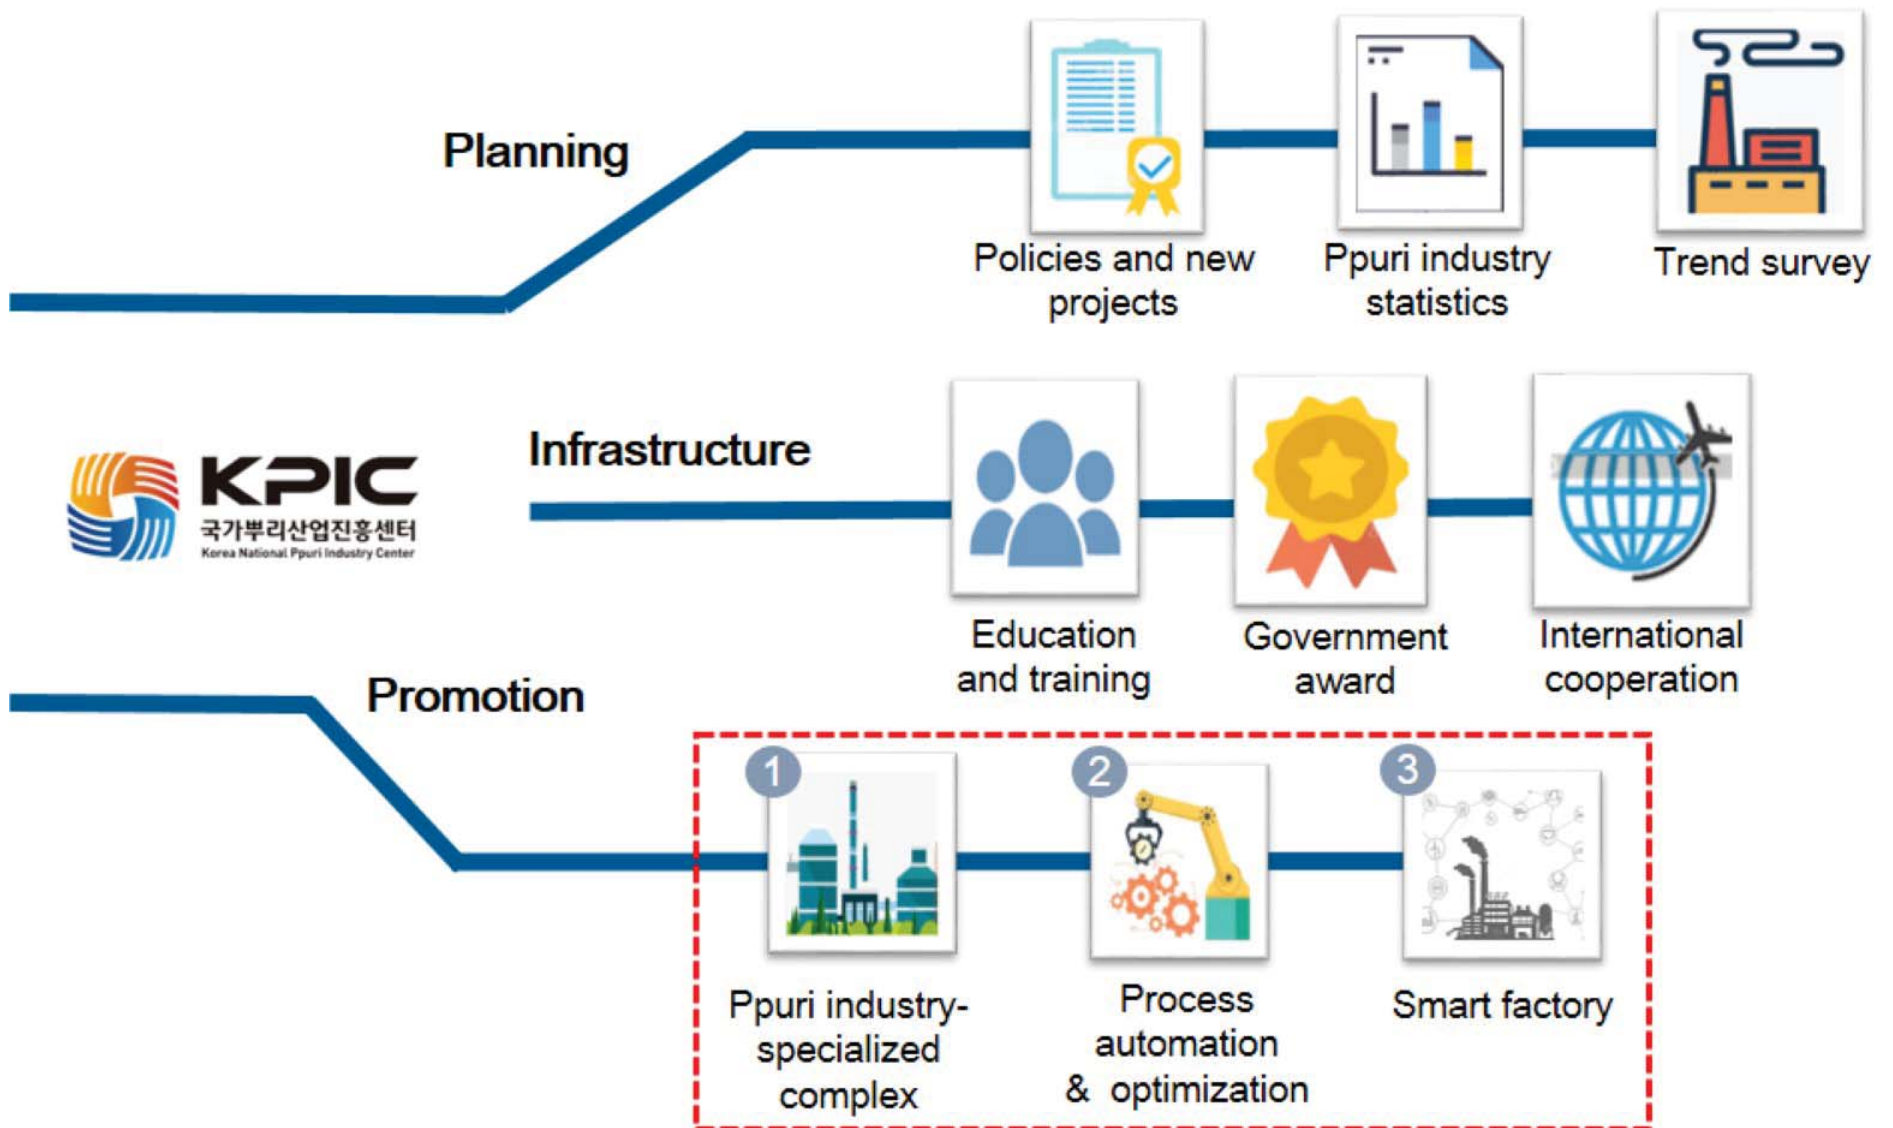 Planning
Policies and new
projects
Ppuri industry
statistics
Trend survey
KPIC
국가뿌리산업진흥센터
Korea National Ppuri Industry Center
Infrastructure
Education
and training
Government
award
International
cooperation
Promotion
1
Ppuri industry-
specialized
complex
2
Process
automation
& optimization
3
Smart factory